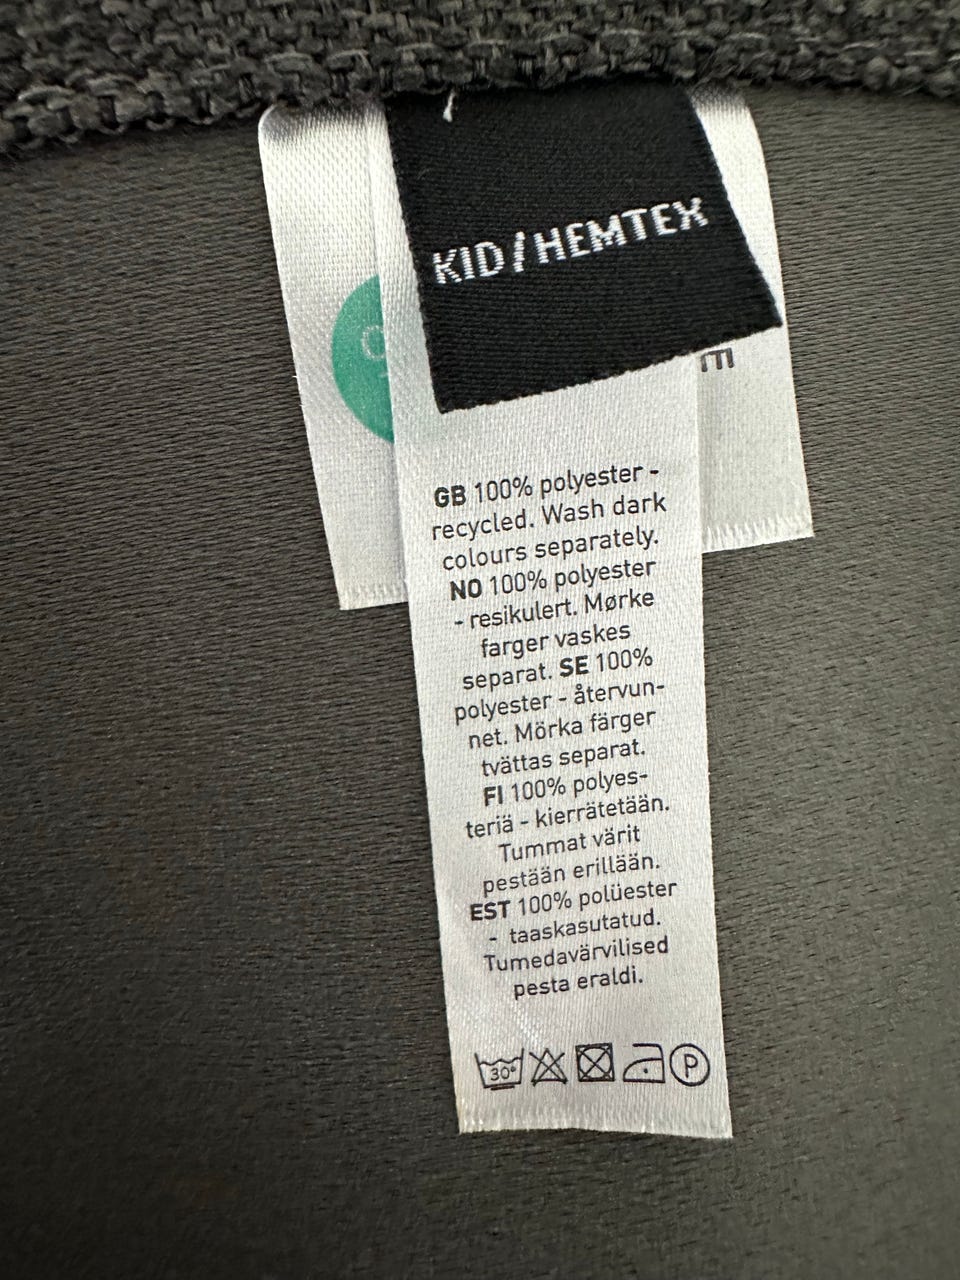 KID/HEMTEX
GB 100% polyester -
recycled. Wash dark
colours separately.
NO 100% polyester
- resikulert. Mørke
farger vaskes
separat. SE 100%
polyester - återvun-
net. Mörka färger
tvättas separat.
FI 100% polyes-
teriä - kierrätetään.
Tummat värit
pestään erillään.
EST 100% polüester
- taaskasutatud.
Tumedavärvilised
pesta eraldi.
30° P